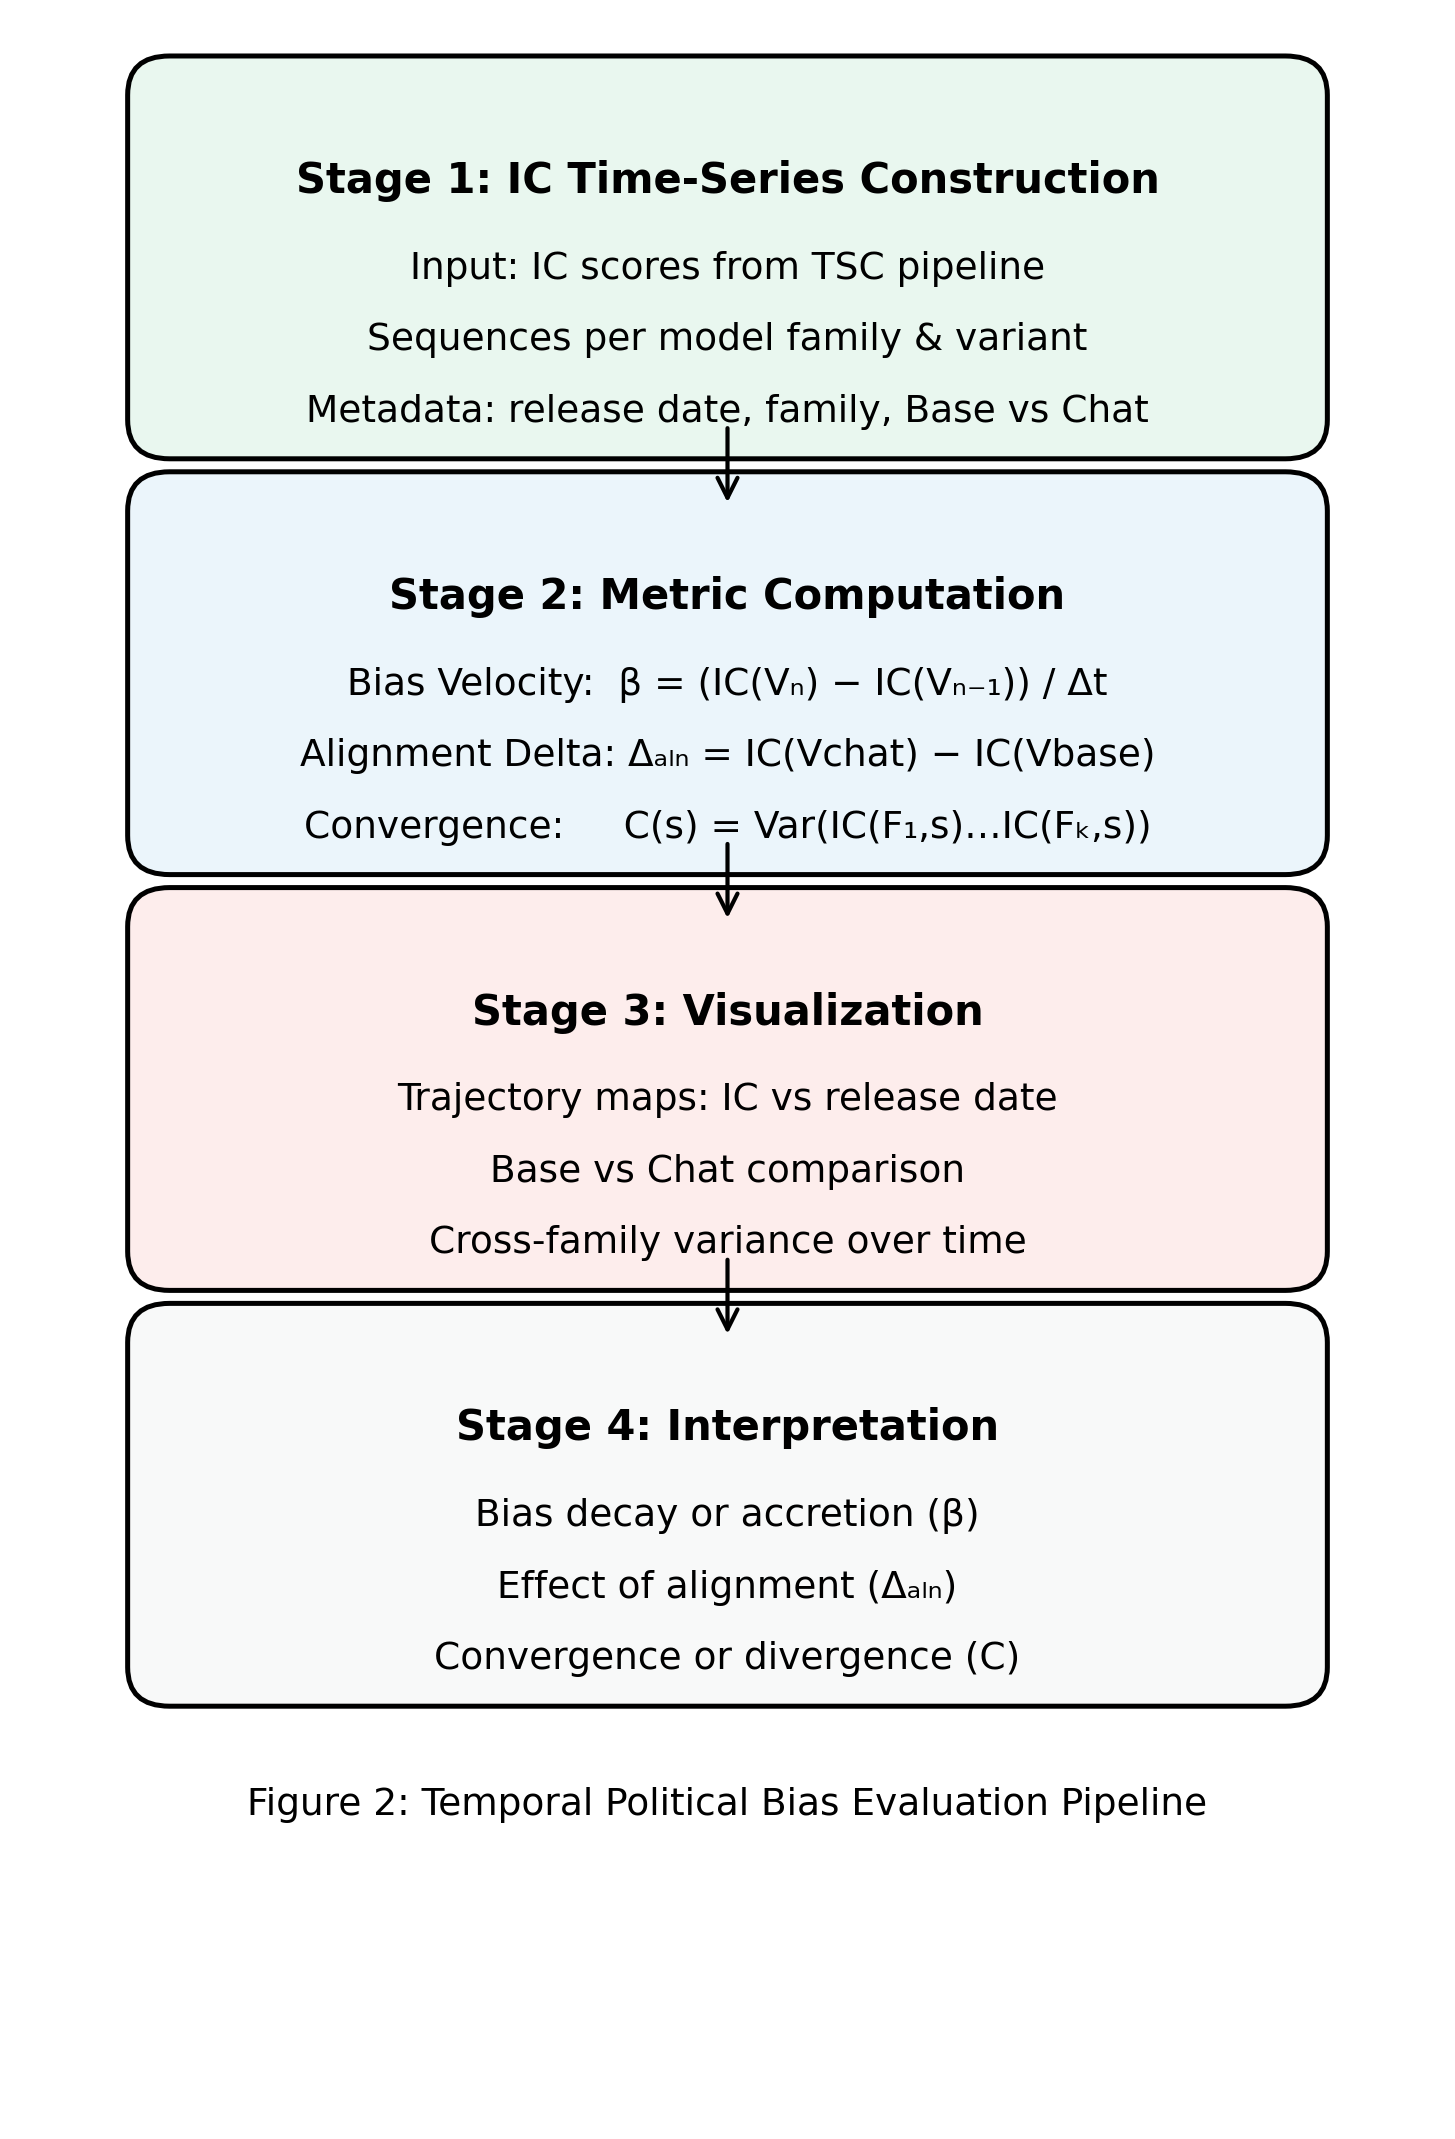 Stage 1: IC Time-Series Construction
Input: IC scores from TSC pipeline
Sequences per model family & variant
Metadata: release date, family, Base vs Chat
Stage 2: Metric Computation
Bias Velocity:  β = (IC(Vₙ) − IC(Vₙ₋₁)) / Δt
Alignment Delta: Δₐₗₙ = IC(Vchat) − IC(Vbase)
Convergence:     C(s) = Var(IC(F₁,s)…IC(Fₖ,s))
Stage 3: Visualization
Trajectory maps: IC vs release date
Base vs Chat comparison
Cross-family variance over time
Stage 4: Interpretation
Bias decay or accretion (β)
Effect of alignment (Δₐₗₙ)
Convergence or divergence (C)
Figure 2: Temporal Political Bias Evaluation Pipeline